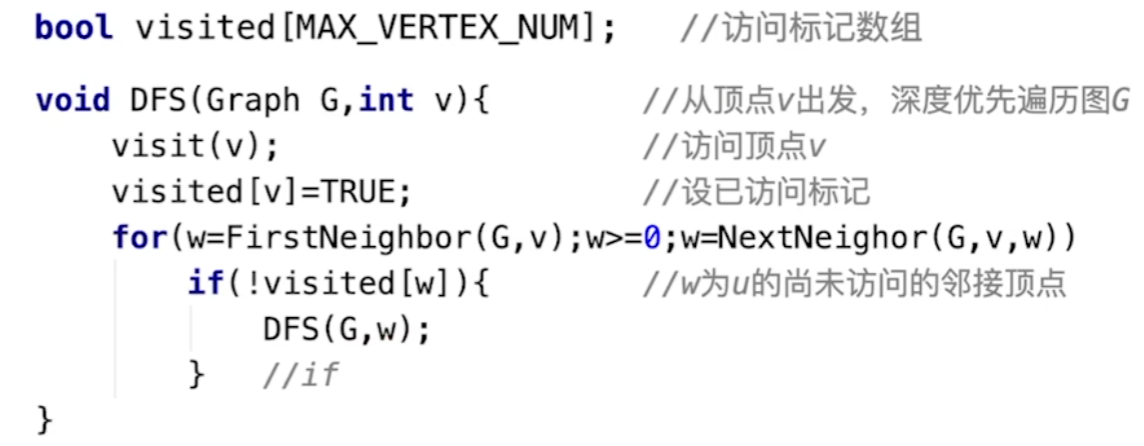 bool visited[MAX_VERTEX_NUM];   //访问标记数组
void DFS(Graph G,int v){        //从顶点v出发，深度优先遍历图G
    visit(v);                   //访问顶点v
    visited[v]=TRUE;            //设已访问标记
    for(w=FirstNeighbor(G,v);w>=0;w=NextNeighor(G,v,w))
        if(!visited[w]){        //w为u的尚未访问的邻接顶点
            DFS(G,w);
        }   //if
}